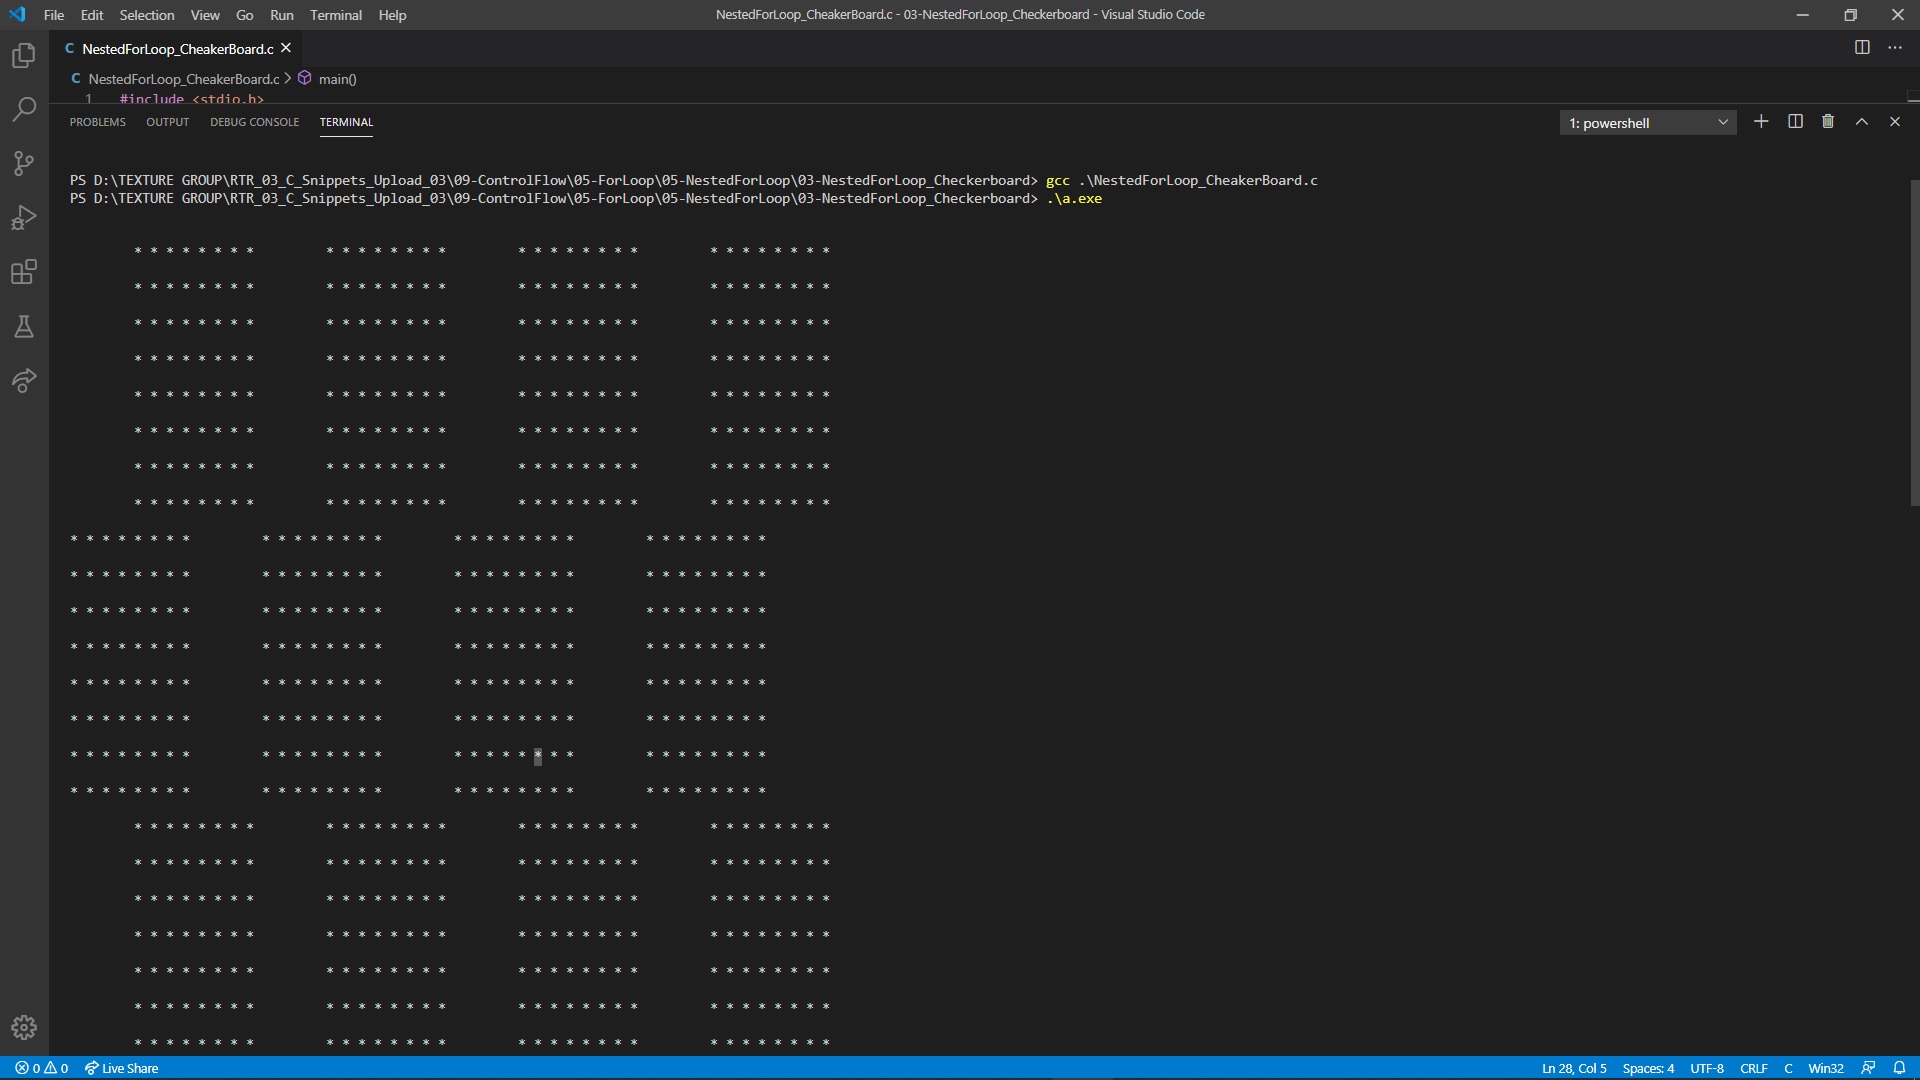 File Edit Selection View Go Run Terminal Help NestedForLoop_CheakerBoard.c - 03-NestedForLoop_Checkerboard - Visual Studio Code
C NestedForLoop_CheakerBoard.c
C NestedForLoop_CheakerBoard.c > main()
1 #include <stdio.h>
PROBLEMS OUTPUT DEBUG CONSOLE TERMINAL 1: powershell
PS D:\TEXTURE GROUP\RTR_03_C_Snippets_Upload_03\09-ControlFlow\05-ForLoop\05-NestedForLoop\03-NestedForLoop_Checkerboard> gcc .\NestedForLoop_CheakerBoard.c
PS D:\TEXTURE GROUP\RTR_03_C_Snippets_Upload_03\09-ControlFlow\05-ForLoop\05-NestedForLoop\03-NestedForLoop_Checkerboard> .\a.exe
        * * * * * * * *         * * * * * * * *         * * * * * * * *         * * * * * * * *
        * * * * * * * *         * * * * * * * *         * * * * * * * *         * * * * * * * *
        * * * * * * * *         * * * * * * * *         * * * * * * * *         * * * * * * * *
        * * * * * * * *         * * * * * * * *         * * * * * * * *         * * * * * * * *
        * * * * * * * *         * * * * * * * *         * * * * * * * *         * * * * * * * *
        * * * * * * * *         * * * * * * * *         * * * * * * * *         * * * * * * * *
        * * * * * * * *         * * * * * * * *         * * * * * * * *         * * * * * * * *
        * * * * * * * *         * * * * * * * *         * * * * * * * *         * * * * * * * *
* * * * * * * *         * * * * * * * *         * * * * * * * *         * * * * * * * *
* * * * * * * *         * * * * * * * *         * * * * * * * *         * * * * * * * *
* * * * * * * *         * * * * * * * *         * * * * * * * *         * * * * * * * *
* * * * * * * *         * * * * * * * *         * * * * * * * *         * * * * * * * *
* * * * * * * *         * * * * * * * *         * * * * * * * *         * * * * * * * *
* * * * * * * *         * * * * * * * *         * * * * * * * *         * * * * * * * *
* * * * * * * *         * * * * * * * *         * * * * * * * *         * * * * * * * *
* * * * * * * *         * * * * * * * *         * * * * * * * *         * * * * * * * *
        * * * * * * * *         * * * * * * * *         * * * * * * * *         * * * * * * * *
        * * * * * * * *         * * * * * * * *         * * * * * * * *         * * * * * * * *
        * * * * * * * *         * * * * * * * *         * * * * * * * *         * * * * * * * *
        * * * * * * * *         * * * * * * * *         * * * * * * * *         * * * * * * * *
        * * * * * * * *         * * * * * * * *         * * * * * * * *         * * * * * * * *
        * * * * * * * *         * * * * * * * *         * * * * * * * *         * * * * * * * *
        * * * * * * * *         * * * * * * * *         * * * * * * * *         * * * * * * * *
0 0 Live Share Ln 28, Col 5 Spaces: 4 UTF-8 CRLF C Win32